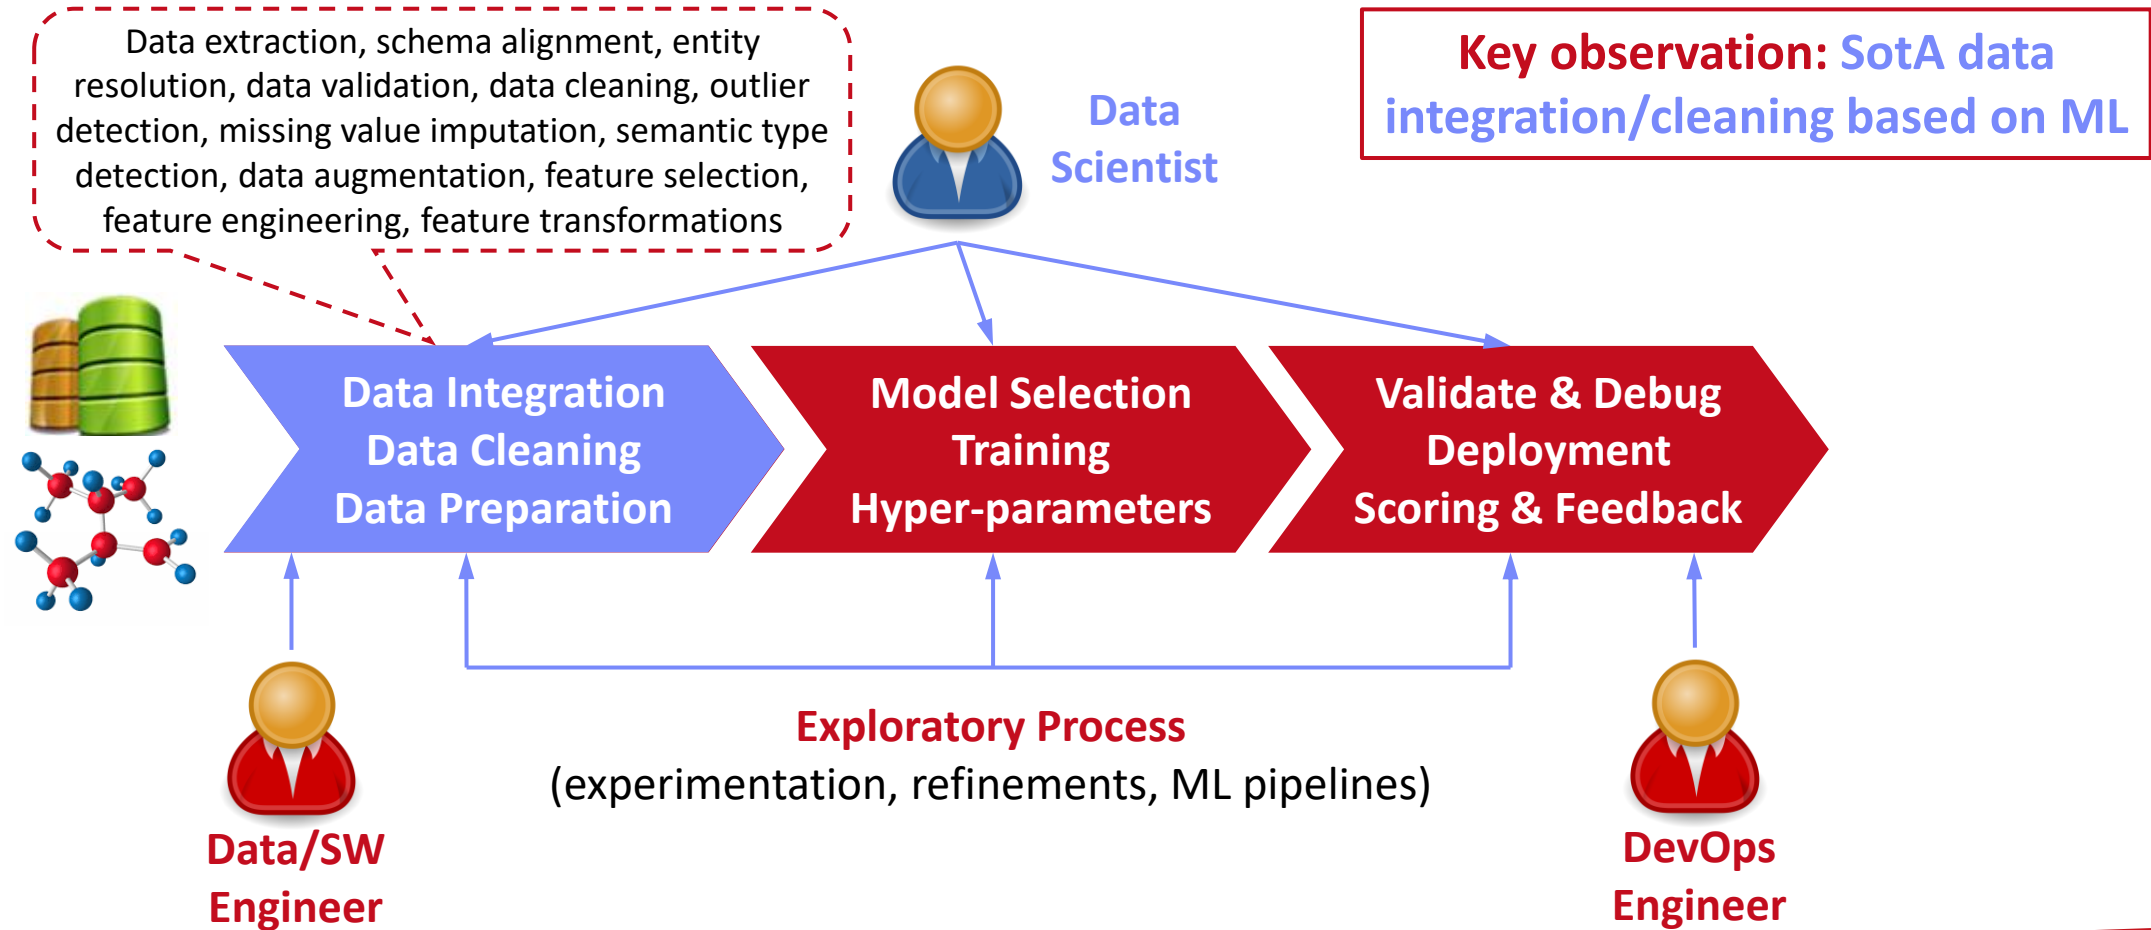 Data extraction, schema alignment, entity
resolution, data validation, data cleaning, outlier
detection, missing value imputation, semantic type
detection, data augmentation, feature selection,
feature engineering, feature transformations
Data
Scientist
Key observation: SotA data
integration/cleaning based on ML
Data Integration
Data Cleaning
Data Preparation
Model Selection
Training
Hyper-parameters
Validate & Debug
Deployment
Scoring & Feedback
Exploratory Process
(experimentation, refinements, ML pipelines)
Data/SW
Engineer
DevOps
Engineer